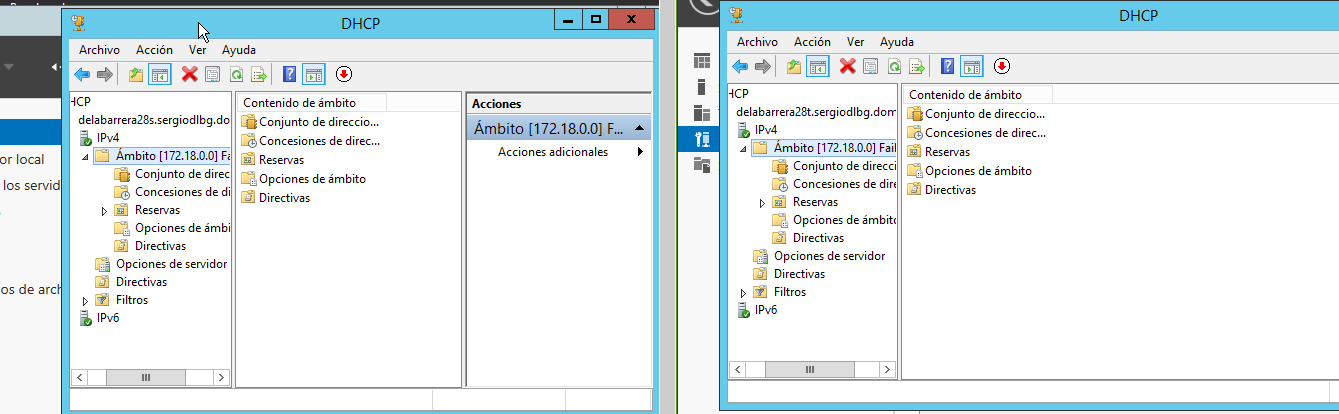 DHCP
Archivo Acción Ver Ayuda
HCP
delabarrera28s.sergiodlbg.do
IPv4
Ámbito [172.18.0.0] Fa
Conjunto de direc
Concesiones de di
Reservas
Opciones de ámbi
Directivas
Opciones de servidor
Directivas
Filtros
IPv6
Contenido de ámbito
Conjunto de direccio...
Concesiones de direc...
Reservas
Opciones de ámbito
Directivas
Acciones
Ámbito [172.18.0.0] F...
Acciones adicionales
or local
los servid
os de arch
DHCP
Archivo Acción Ver Ayuda
HCP
delabarrera28t.sergiodlbg.dom
IPv4
Ámbito [172.18.0.0] Fail
Conjunto de direcci
Concesiones de dire
Reservas
Opciones de ámbito
Directivas
Opciones de servidor
Directivas
Filtros
IPv6
Contenido de ámbito
Conjunto de direccio...
Concesiones de direc...
Reservas
Opciones de ámbito
Directivas